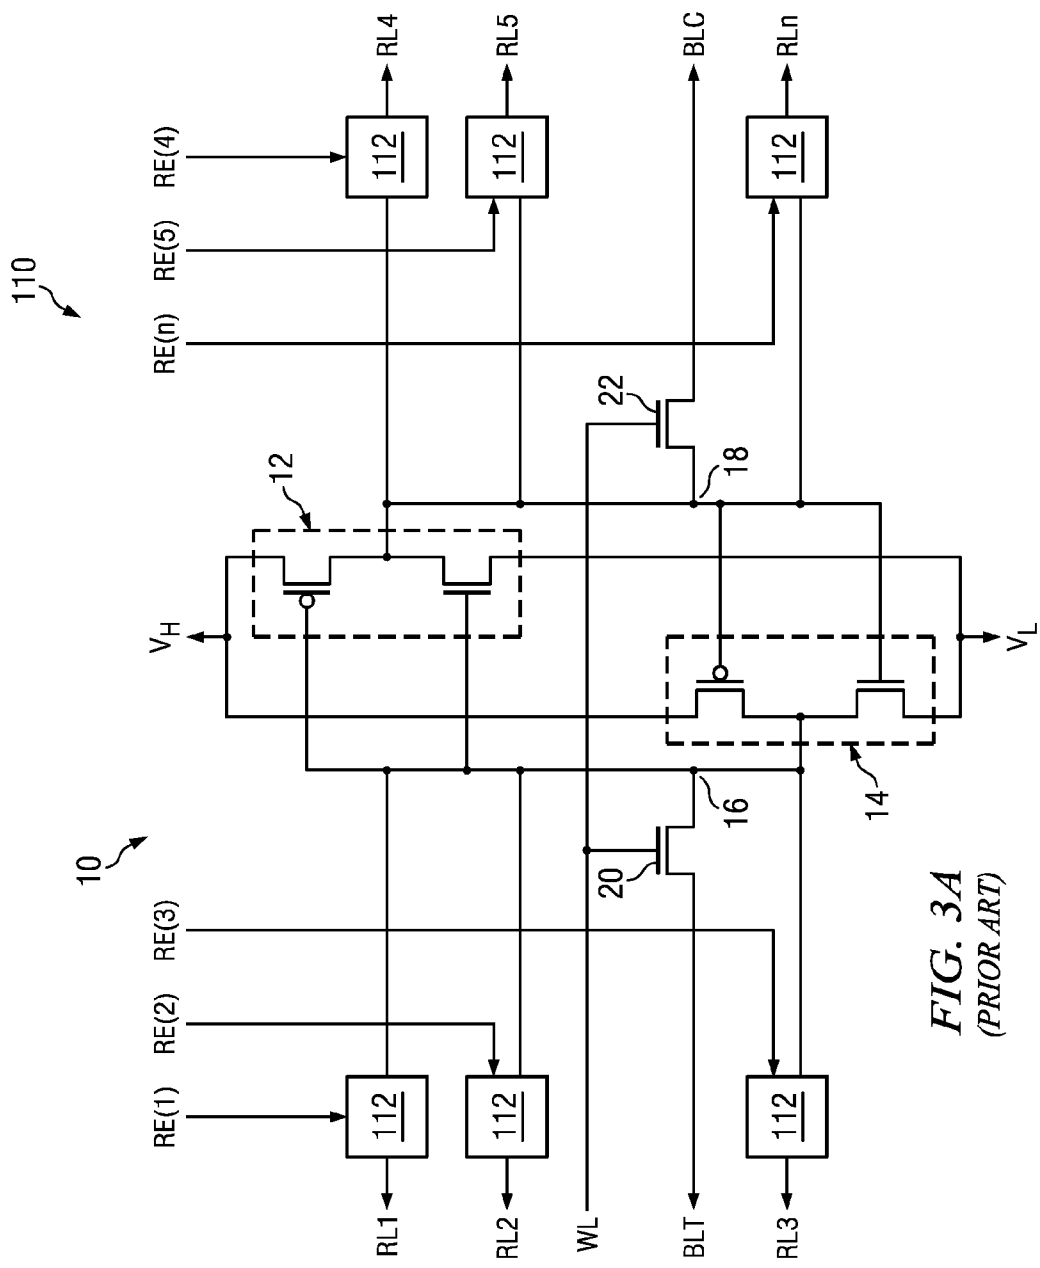 110
10
RE(1)
RE(2)
RE(3)
RE(n)
RE(5)
RE(4)
VH
12
RL1
112
112
RL4
RL2
112
112
RL5
WL
20
22
BLT
16
18
BLC
RL3
112
112
RLn
14
VL
FIG. 3A
(PRIOR ART)